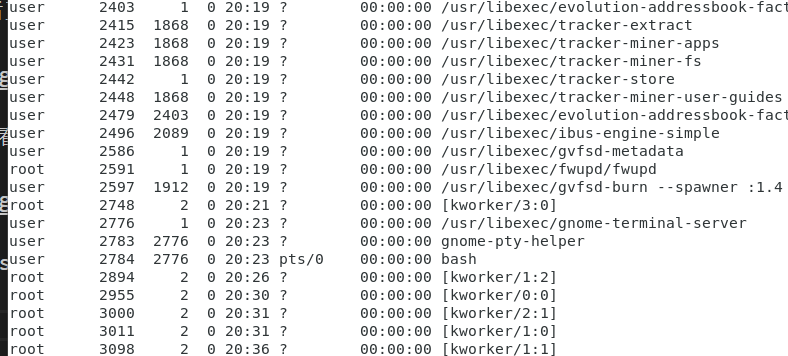 user 2403 1 0 20:19 ? 00:00:00 /usr/libexec/evolution-addressbook-fact
user 2415 1868 0 20:19 ? 00:00:00 /usr/libexec/tracker-extract
user 2423 1868 0 20:19 ? 00:00:00 /usr/libexec/tracker-miner-apps
user 2431 1868 0 20:19 ? 00:00:00 /usr/libexec/tracker-miner-fs
user 2442 1 0 20:19 ? 00:00:00 /usr/libexec/tracker-store
user 2448 1868 0 20:19 ? 00:00:00 /usr/libexec/tracker-miner-user-guides
user 2479 2403 0 20:19 ? 00:00:00 /usr/libexec/evolution-addressbook-fact
user 2496 2089 0 20:19 ? 00:00:00 /usr/libexec/ibus-engine-simple
user 2586 1 0 20:19 ? 00:00:00 /usr/libexec/gvfsd-metadata
root 2591 1 0 20:19 ? 00:00:00 /usr/libexec/fwupd/fwupd
user 2597 1912 0 20:19 ? 00:00:00 /usr/libexec/gvfsd-burn --spawner :1.4
root 2748 2 0 20:21 ? 00:00:00 [kworker/3:0]
user 2776 1 0 20:23 ? 00:00:00 /usr/libexec/gnome-terminal-server
user 2783 2776 0 20:23 ? 00:00:00 gnome-pty-helper
user 2784 2776 0 20:23 pts/0 00:00:00 bash
root 2894 2 0 20:26 ? 00:00:00 [kworker/1:2]
root 2955 2 0 20:30 ? 00:00:00 [kworker/0:0]
root 3000 2 0 20:31 ? 00:00:00 [kworker/2:1]
root 3011 2 0 20:31 ? 00:00:00 [kworker/1:0]
root 3098 2 0 20:36 ? 00:00:00 [kworker/1:1]